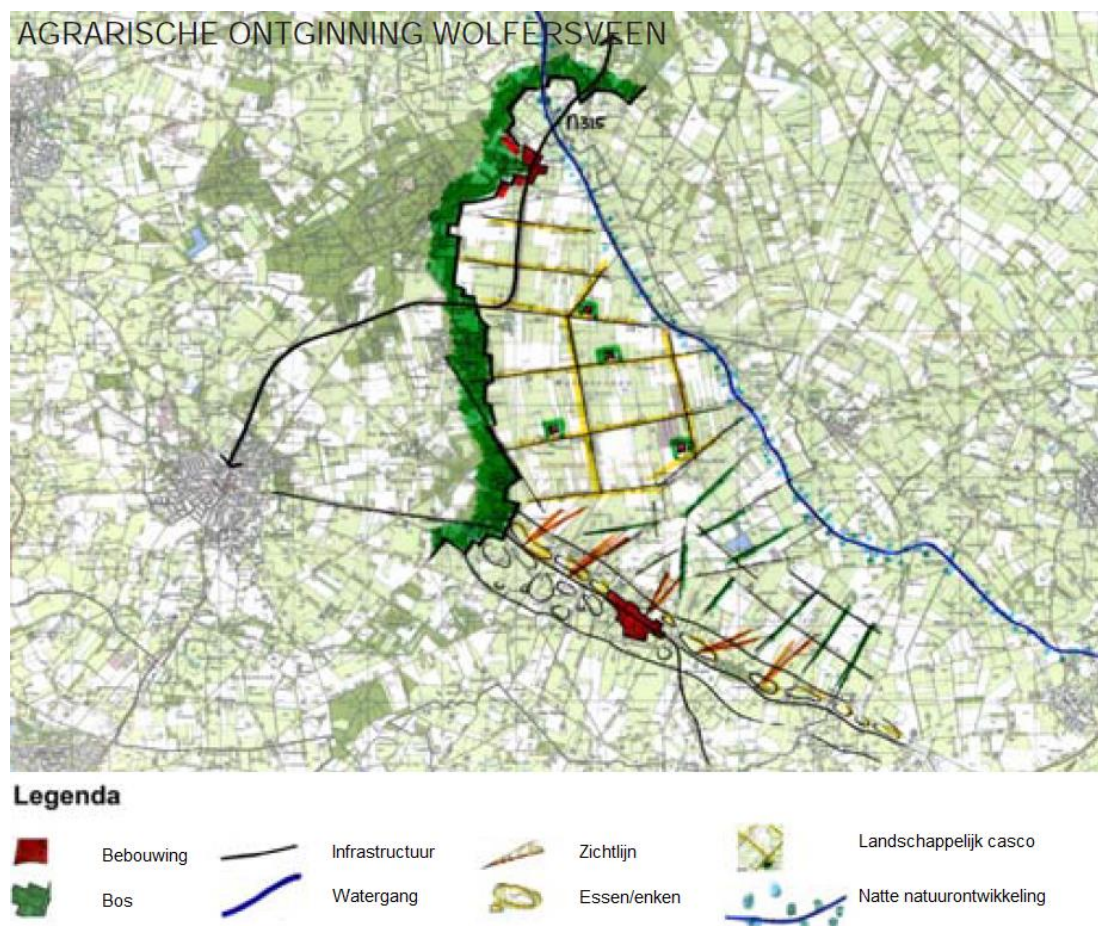 AGRARISCHE ONTGINNING WOLFERSVEEN
n315
Legenda
Bebouwing
Infrastructuur
Zichtlijn
Landschappelijk casco
Bos
Watergang
Essen/enken
Natte natuurontwikkeling